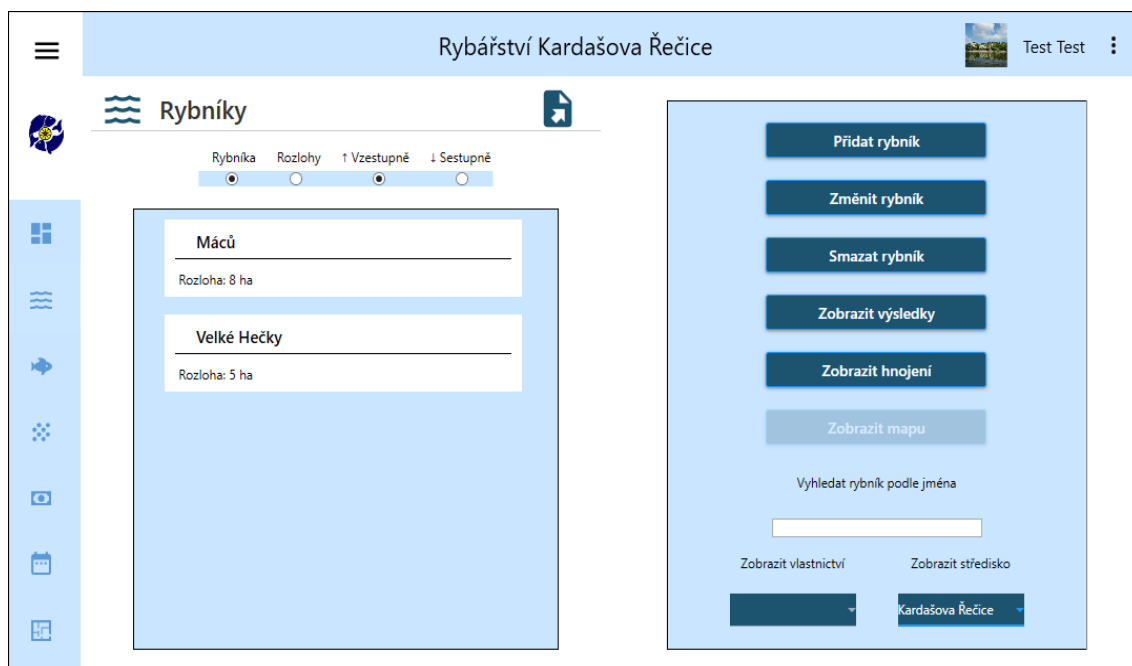 Rybářství Kardašova Řečice
Test Test
Rybníky
Rybníka Rozlohy ↑ Vzestupně ↓ Sestupně
Máců
Rozloha: 8 ha
Velké Hečky
Rozloha: 5 ha
Přidat rybník
Změnit rybník
Smazat rybník
Zobrazit výsledky
Zobrazit hnojení
Zobrazit mapu
Vyhledat rybník podle jména
Zobrazit vlastnictví Zobrazit středisko
Kardašova Řečice